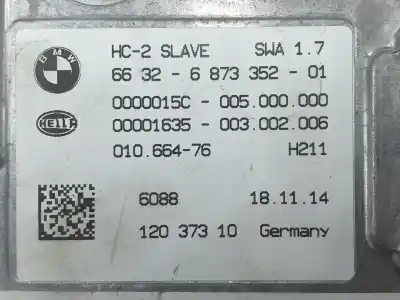 BMW
HC-2 SLAVE SWA 1.7
66 32 - 6 873 352 - 01
0000015C - 005.000.000
HELLA
00001635 - 003.002.006
010.664-76 H211
6088 18.11.14
120 373 10 Germany